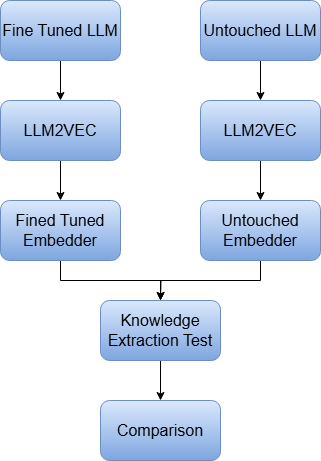 Fine Tuned LLM
Untouched LLM
LLM2VEC
LLM2VEC
Fined Tuned
Embedder
Untouched
Embedder
Knowledge
Extraction Test
Comparison